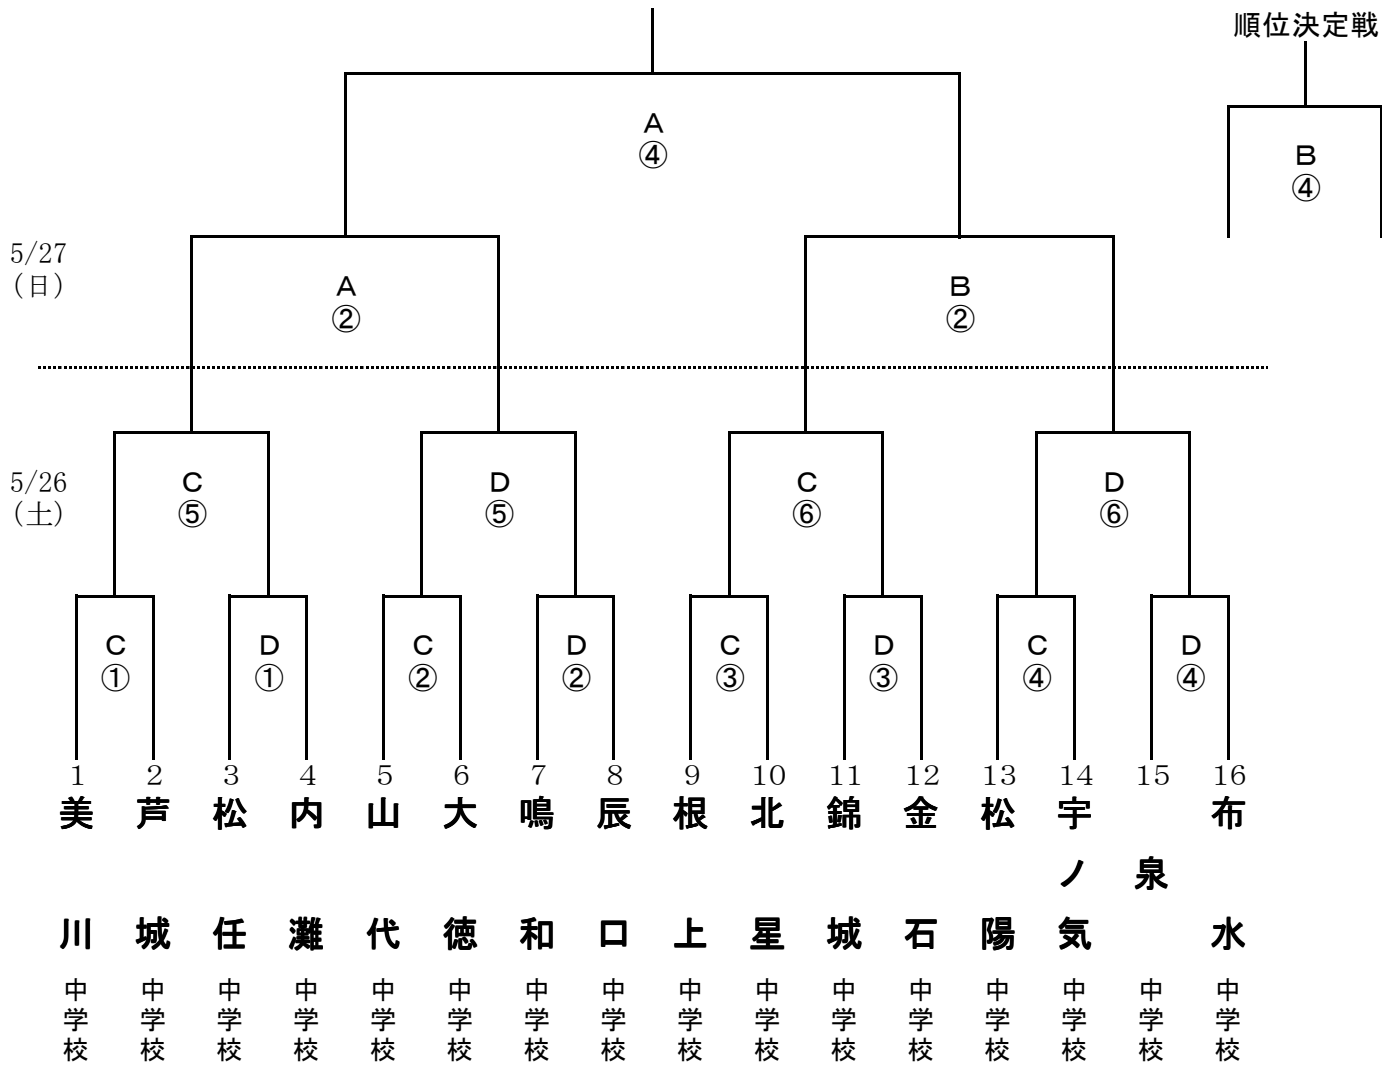 順位決定戦
A
④
B
④
5/27
(日)
A
②
B
②
5/26
(土)
C
⑤
D
⑤
C
⑥
D
⑥
C
①
D
①
C
②
D
②
C
③
D
③
C
④
D
④
1
2
3
4
5
6
7
8
9
10
11
12
13
14
15
16
美川中学校
芦城中学校
松任中学校
内灘中学校
山代中学校
大徳中学校
鳴和中学校
辰口中学校
根上中学校
北星中学校
錦城中学校
金石中学校
松陽中学校
宇ノ気中学校
泉中学校
布水中学校